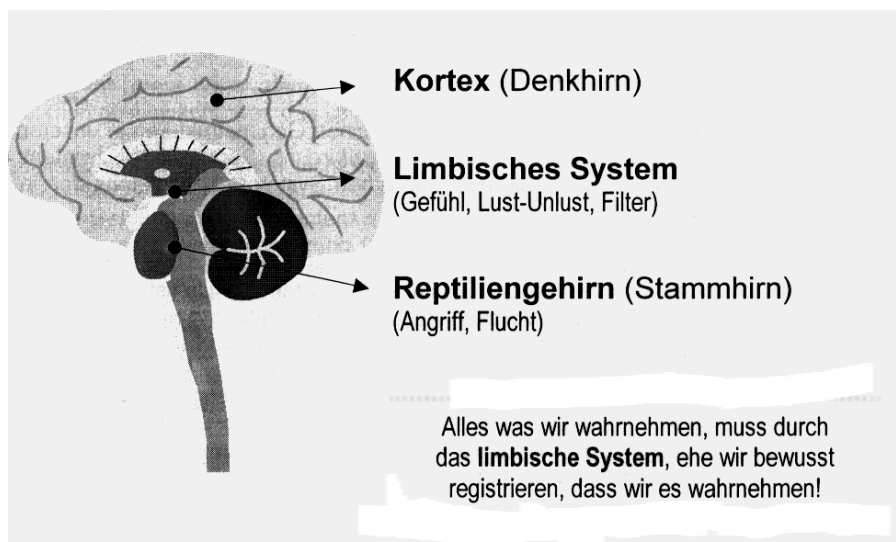 Kortex (Denkhirn)
Limbisches System
(Gefühl, Lust-Unlust, Filter)
Reptiliengehirn (Stammhirn)
(Angriff, Flucht)
Alles was wir wahrnehmen, muss durch
das limbische System, ehe wir bewusst
registrieren, dass wir es wahrnehmen!